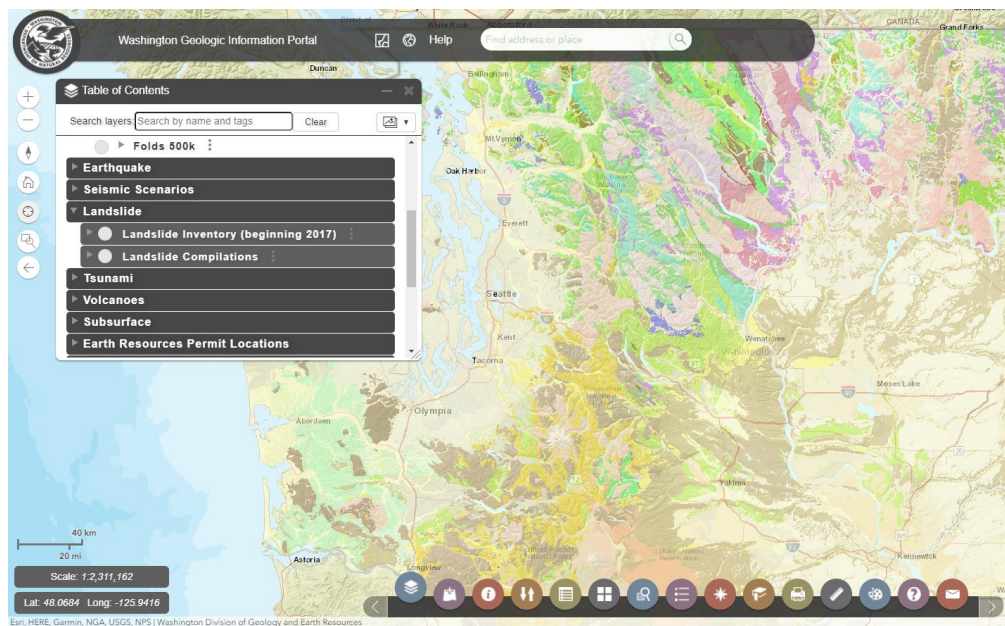 White Rock
Abbotsford
CANADA
Grand Forks
Washington Geologic Information Portal
Help
Find address or place
Duncan
Bellingham
Table of Contents
Search layers:
Search by name and tags
Clear
Folds 500k
Earthquake
Seismic Scenarios
Landslide
Landslide Inventory (beginning 2017)
Landslide Compilations
Tsunami
Volcanoes
Subsurface
Earth Resources Permit Locations
Mt Vernon
Oak Harbor
Everett
Seattle
Kent
Tacoma
Wenatchee
Washington
Moses Lake
Olympia
Aberdeen
Yakima
Kennewick
Astoria
Longview
40 km
20 mi
Scale: 1:2,311,162
Lat: 48.0684 Long: -125.9416
Esri, HERE, Garmin, NGA, USGS, NPS | Washington Division of Geology and Earth Resources